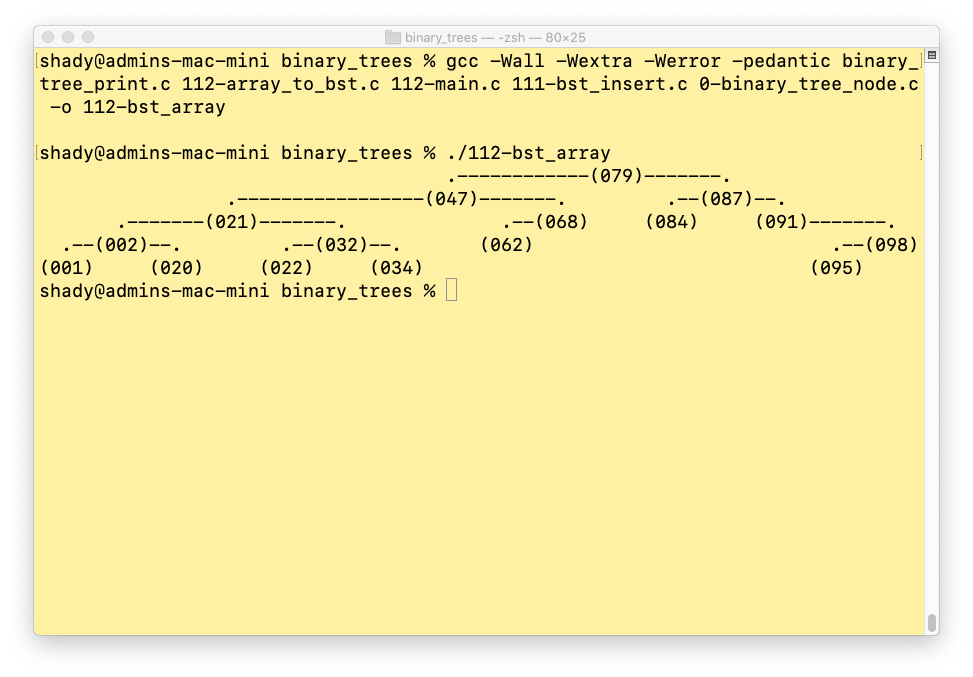 binary_trees — -zsh — 80×25
[shady@admins-mac-mini binary_trees % gcc -Wall -Wextra -Werror -pedantic binary_]
tree_print.c 112-array_to_bst.c 112-main.c 111-bst_insert.c 0-binary_tree_node.c
 -o 112-bst_array
[shady@admins-mac-mini binary_trees % ./112-bst_array                            ]
                                     .------------(079)-------.
                 .-----------------(047)-------.         .--(087)--.
       .-------(021)-------.              .--(068)     (084)     (091)-------.
  .--(002)--.         .--(032)--.       (062)                           .--(098)
(001)     (020)     (022)     (034)                                   (095)
shady@admins-mac-mini binary_trees %